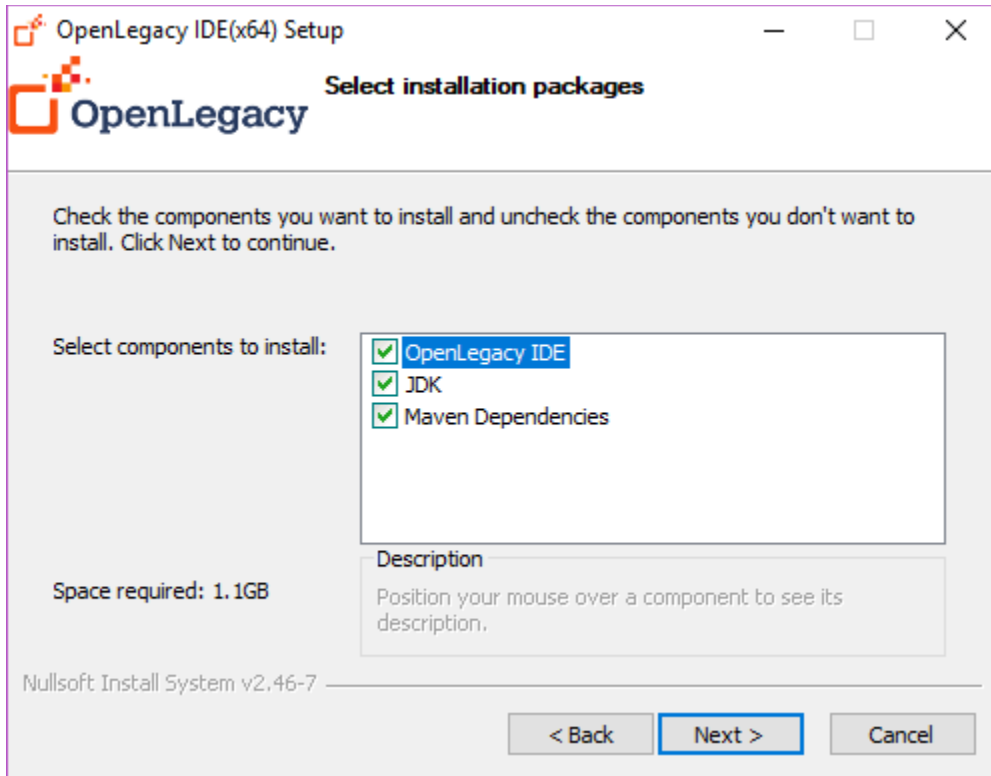 OpenLegacy IDE(x64) Setup
OpenLegacy
Select installation packages
Check the components you want to install and uncheck the components you don't want to
install. Click Next to continue.
Select components to install:
OpenLegacy IDE
JDK
Maven Dependencies
Space required: 1.1GB
Description
Position your mouse over a component to see its
description.
Nullsoft Install System v2.46-7
< Back
Next >
Cancel